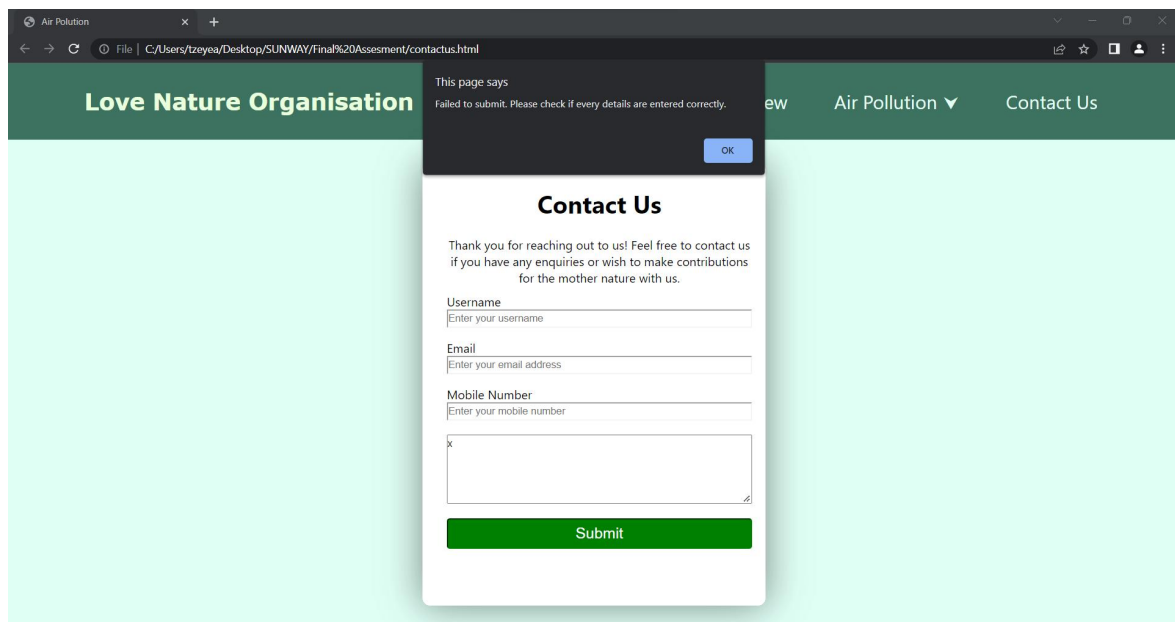 Air Polution
File | C:/Users/tzeyea/Desktop/SUNWAY/Final%20Assesment/contactus.html
Love Nature Organisation
ew
Air Pollution
Contact Us
This page says
Failed to submit. Please check if every details are entered correctly.
OK
Contact Us
Thank you for reaching out to us! Feel free to contact us
if you have any enquiries or wish to make contributions
for the mother nature with us.
Username
Enter your username
Email
Enter your email address
Mobile Number
Enter your mobile number
x
Submit